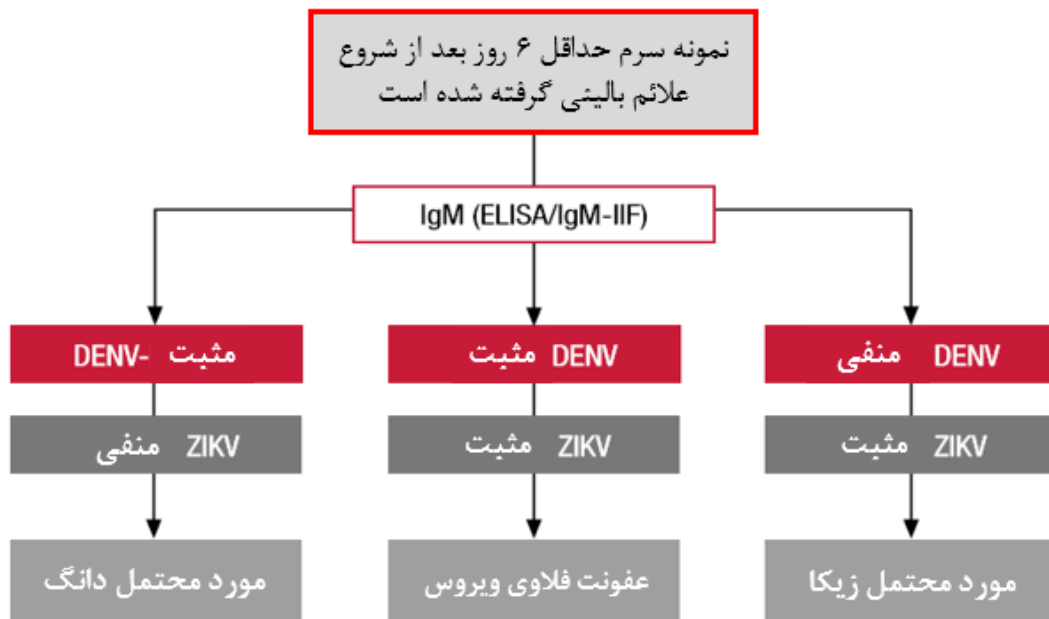 نمونه سرم حداقل ۶ روز بعد از شروع
علائم بالینی گرفته شده است
IgM (ELISA/IgM-IIF)
DENV- مثبت
DENV مثبت
DENV منفی
ZIKV منفی
ZIKV مثبت
ZIKV مثبت
مورد محتمل دانگ
عفونت فلاوی ویروس
مورد محتمل زیکا